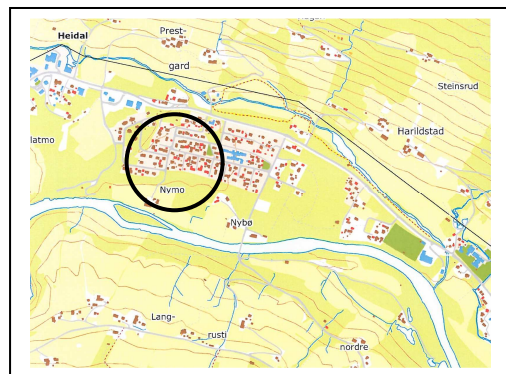 Heidal
Prest-
gard
Steinsrud
Harildstad
latmo
Nymo
Nybø
Lang-
rusti
nordre